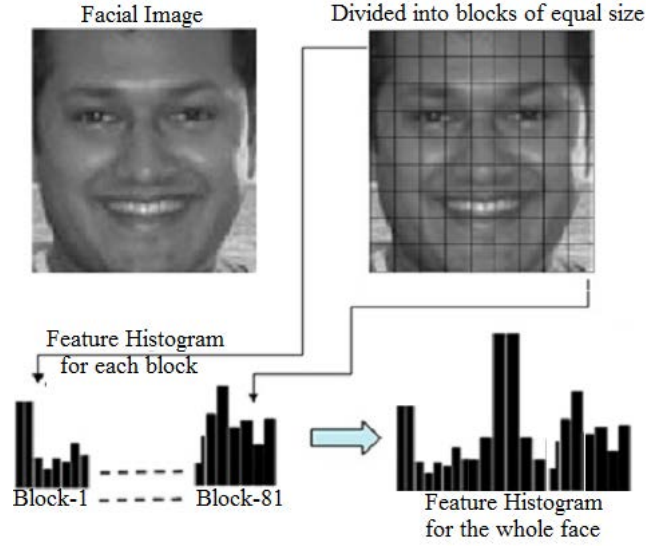 Facial Image
Divided into blocks of equal size
Feature Histogram
for each block
Block-1
Block-81
Feature Histogram
for the whole face